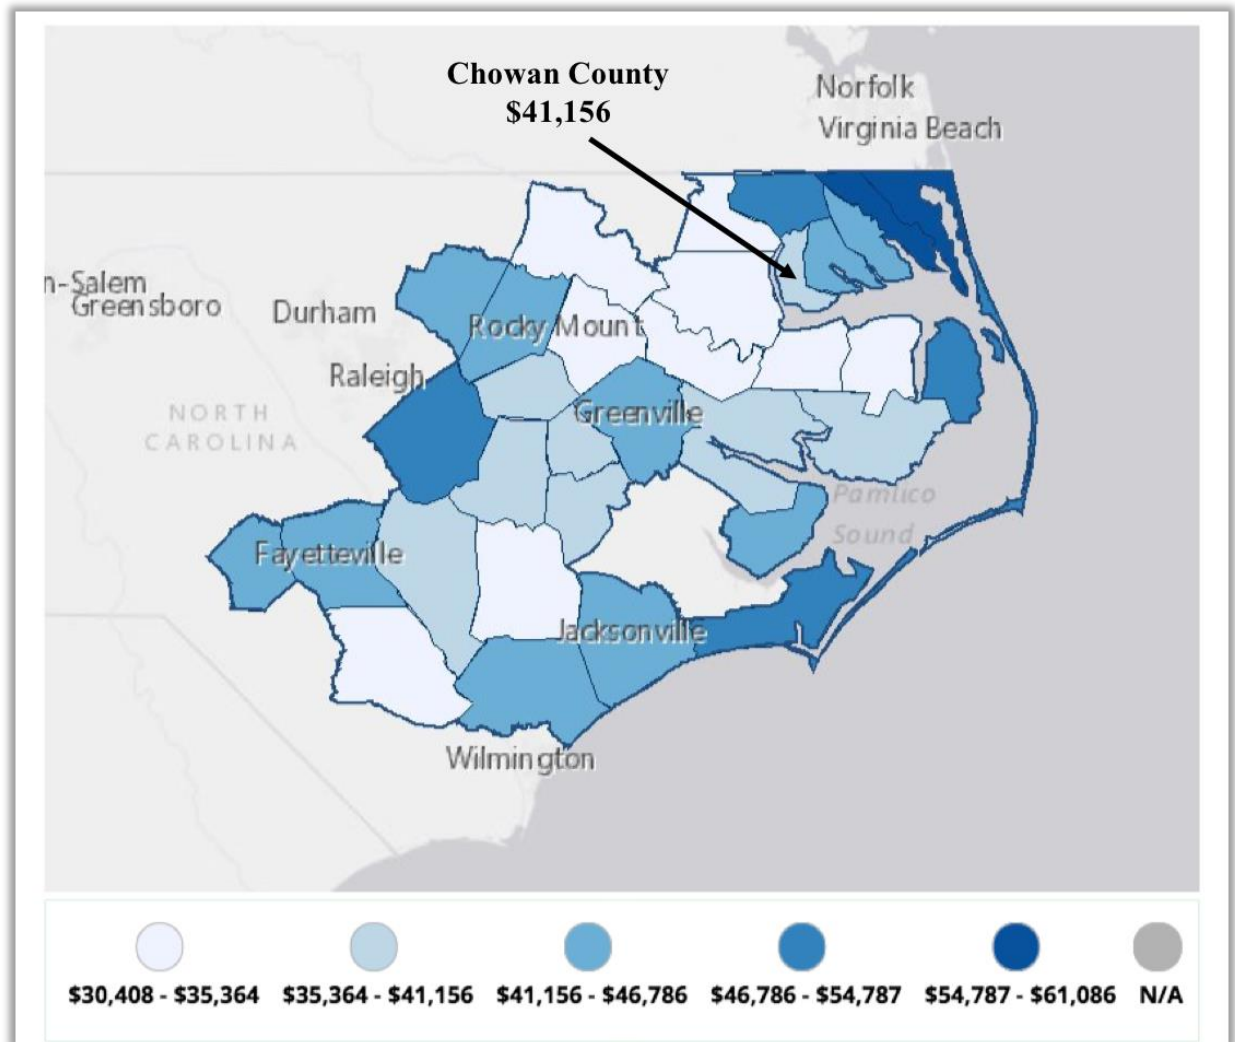 Chowan County
$41,156
Norfolk
Virginia Beach
n-Salem
Greensboro
Durham
Rocky Mount
Raleigh
NORTH
CAROLINA
Greenville
Pamlico
Sound
Fayetteville
Jacksonville
Wilmington
$30,408 - $35,364
$35,364 - $41,156
$41,156 - $46,786
$46,786 - $54,787
$54,787 - $61,086
N/A